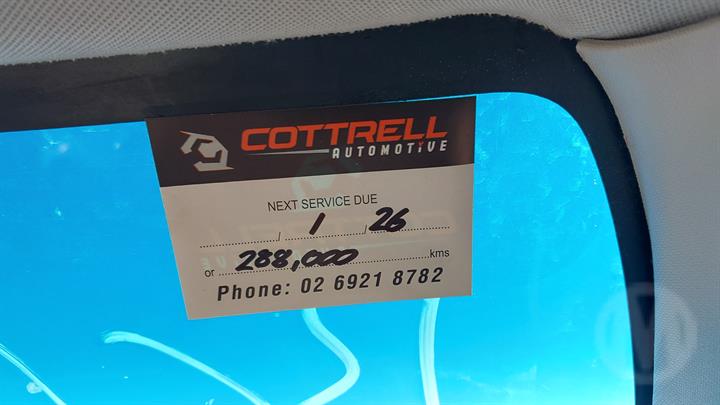 COTTRELL
AUTOMOTIVE
NEXT SERVICE DUE
......../.....1...../..26........
or ..288,000..............kms
Phone: 02 6921 8782